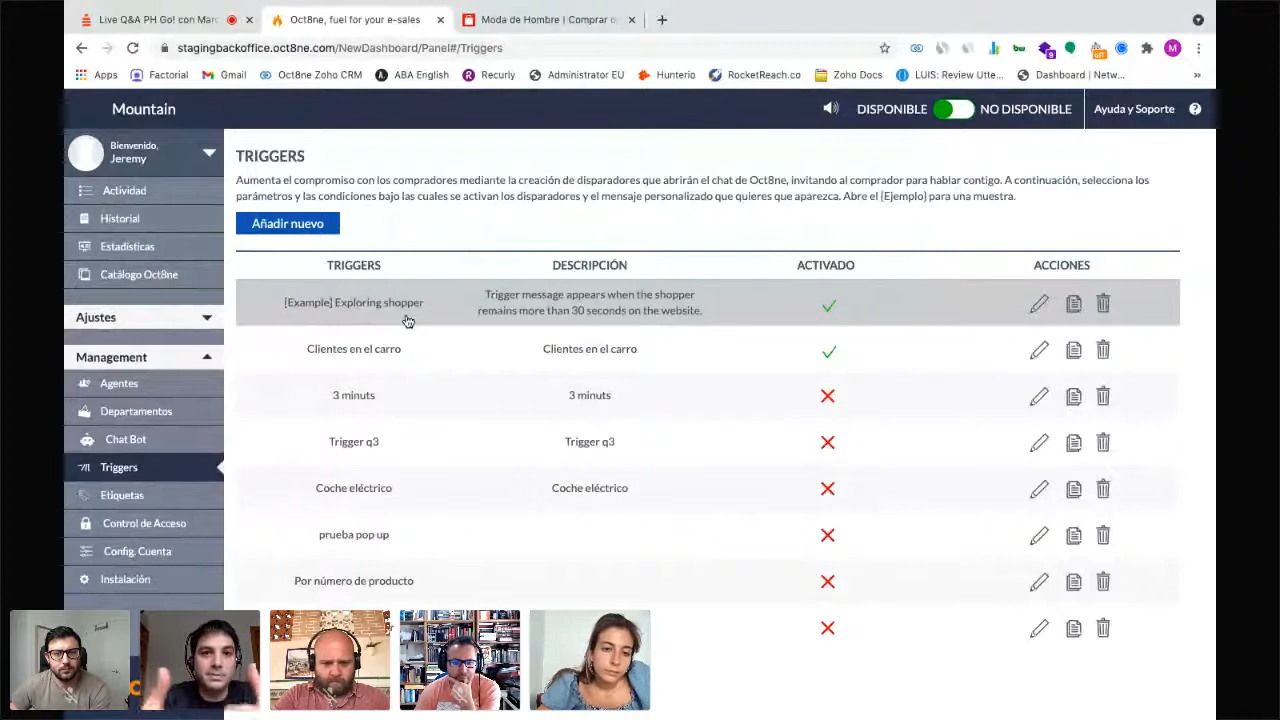 Live Q&A PH Go! con Marc
Oct8ne, fuel for your e-sales
Moda de Hombre | Comprar o
stagingbackoffice.oct8ne.com/NewDashboard/Panel#/Triggers
Apps
Factorial
Gmail
Oct8ne Zoho CRM
ABA English
Recurly
Administrator EU
Hunterio
RocketReach.co
Zoho Docs
LUIS: Review Utte...
Dashboard | Netw...
Mountain
DISPONIBLE
NO DISPONIBLE
Ayuda y Soporte
Bienvenido,
Jeremy
Actividad
Historial
Estadísticas
Catálogo Oct8ne
Ajustes
Management
Agentes
Departamentos
Chat Bot
Triggers
Etiquetas
Control de Acceso
Config. Cuenta
Instalación
TRIGGERS
Aumenta el compromiso con los compradores mediante la creación de disparadores que abrirán el chat de Oct8ne, invitando al comprador para hablar contigo. A continuación, selecciona los
parámetros y las condiciones bajo las cuales se activan los disparadores y el mensaje personalizado que quieres que aparezca. Abre el [Ejemplo] para una muestra.
Añadir nuevo
TRIGGERS DESCRIPCIÓN ACTIVADO ACCIONES
[Example] Exploring shopper
Trigger message appears when the shopper
remains more than 30 seconds on the website.
Clientes en el carro Clientes en el carro
3 minuts 3 minuts
Trigger q3 Trigger q3
Coche eléctrico Coche eléctrico
prueba pop up
Por número de producto